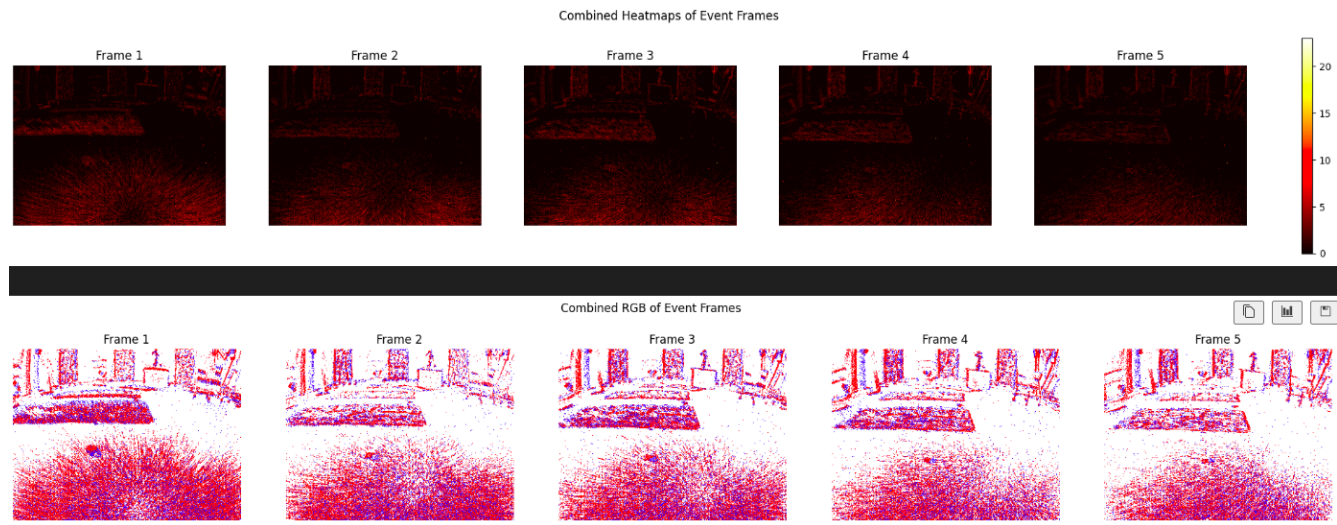 Combined Heatmaps of Event Frames
Frame 1 Frame 2 Frame 3 Frame 4 Frame 5
20
15
10
5
0
Combined RGB of Event Frames
Frame 1 Frame 2 Frame 3 Frame 4 Frame 5